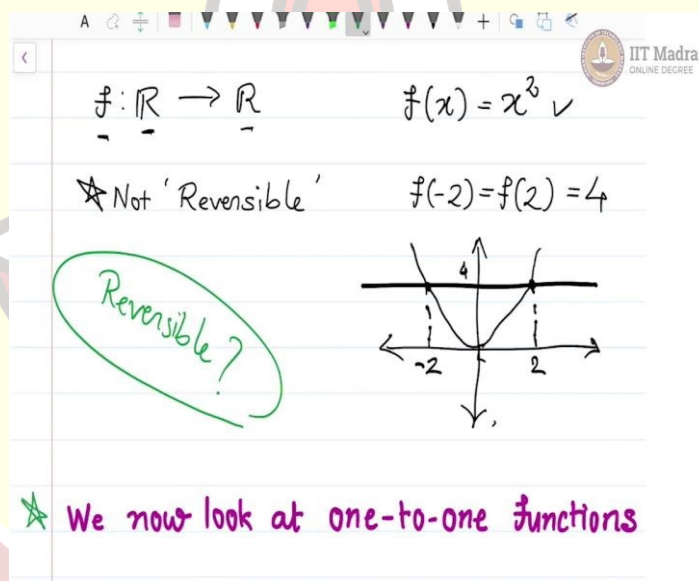 A
IIT Madra
ONLINE DEGREE
f : ℝ → ℝ
f(x) = x² ✓
☆ Not 'Reversible'
f(-2) = f(2) = 4
Reversible?
4
-2 2
☆ We now look at one-to-one functions